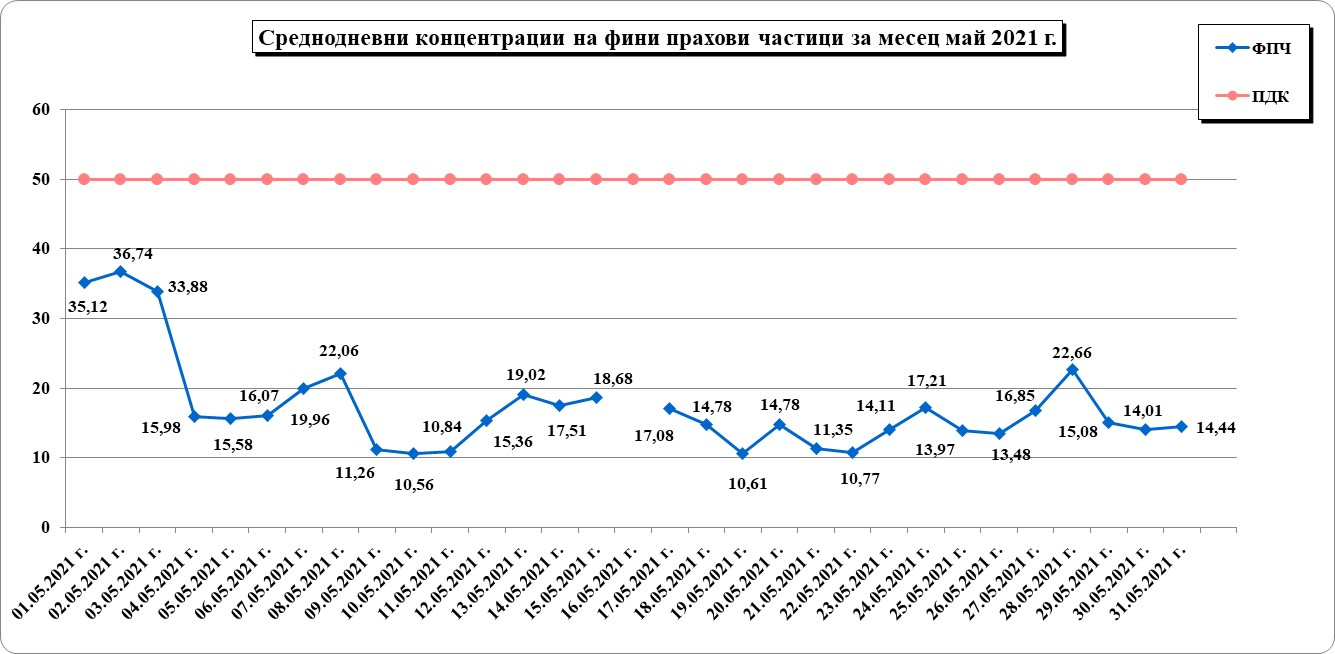 Среднодневни концентрации на фини прахови частици за месец май 2021 г.
ФПЧ
ПДК
60
50
40
30
20
10
0
35,12
36,74
33,88
15,98
15,58
16,07
19,96
22,06
11,26
10,56
10,84
15,36
19,02
17,51
18,68
17,08
14,78
10,61
14,78
11,35
10,77
14,11
17,21
13,97
13,48
16,85
22,66
15,08
14,01
14,44
01.05.2021 г.
02.05.2021 г.
03.05.2021 г.
04.05.2021 г.
05.05.2021 г.
06.05.2021 г.
07.05.2021 г.
08.05.2021 г.
09.05.2021 г.
10.05.2021 г.
11.05.2021 г.
12.05.2021 г.
13.05.2021 г.
14.05.2021 г.
15.05.2021 г.
16.05.2021 г.
17.05.2021 г.
18.05.2021 г.
19.05.2021 г.
20.05.2021 г.
21.05.2021 г.
22.05.2021 г.
23.05.2021 г.
24.05.2021 г.
25.05.2021 г.
26.05.2021 г.
27.05.2021 г.
28.05.2021 г.
29.05.2021 г.
30.05.2021 г.
31.05.2021 г.